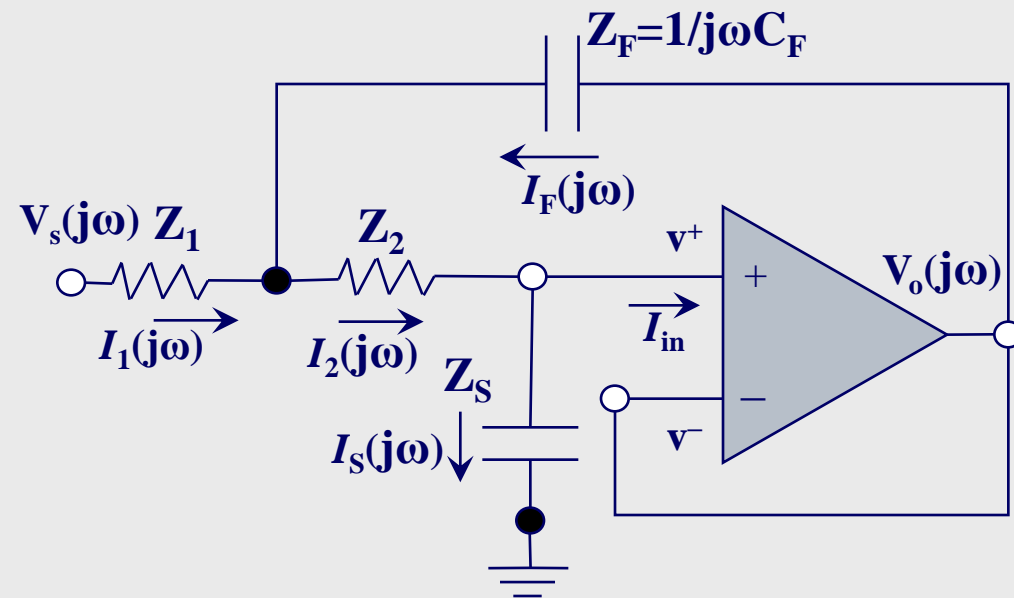 Z_F=1/jωC_F
I_F(jω)
V_s(jω) Z_1
Z_2
v^+
+
V_o(jω)
I_1(jω)
I_2(jω)
I_in
Z_S
−
I_S(jω)
v^−